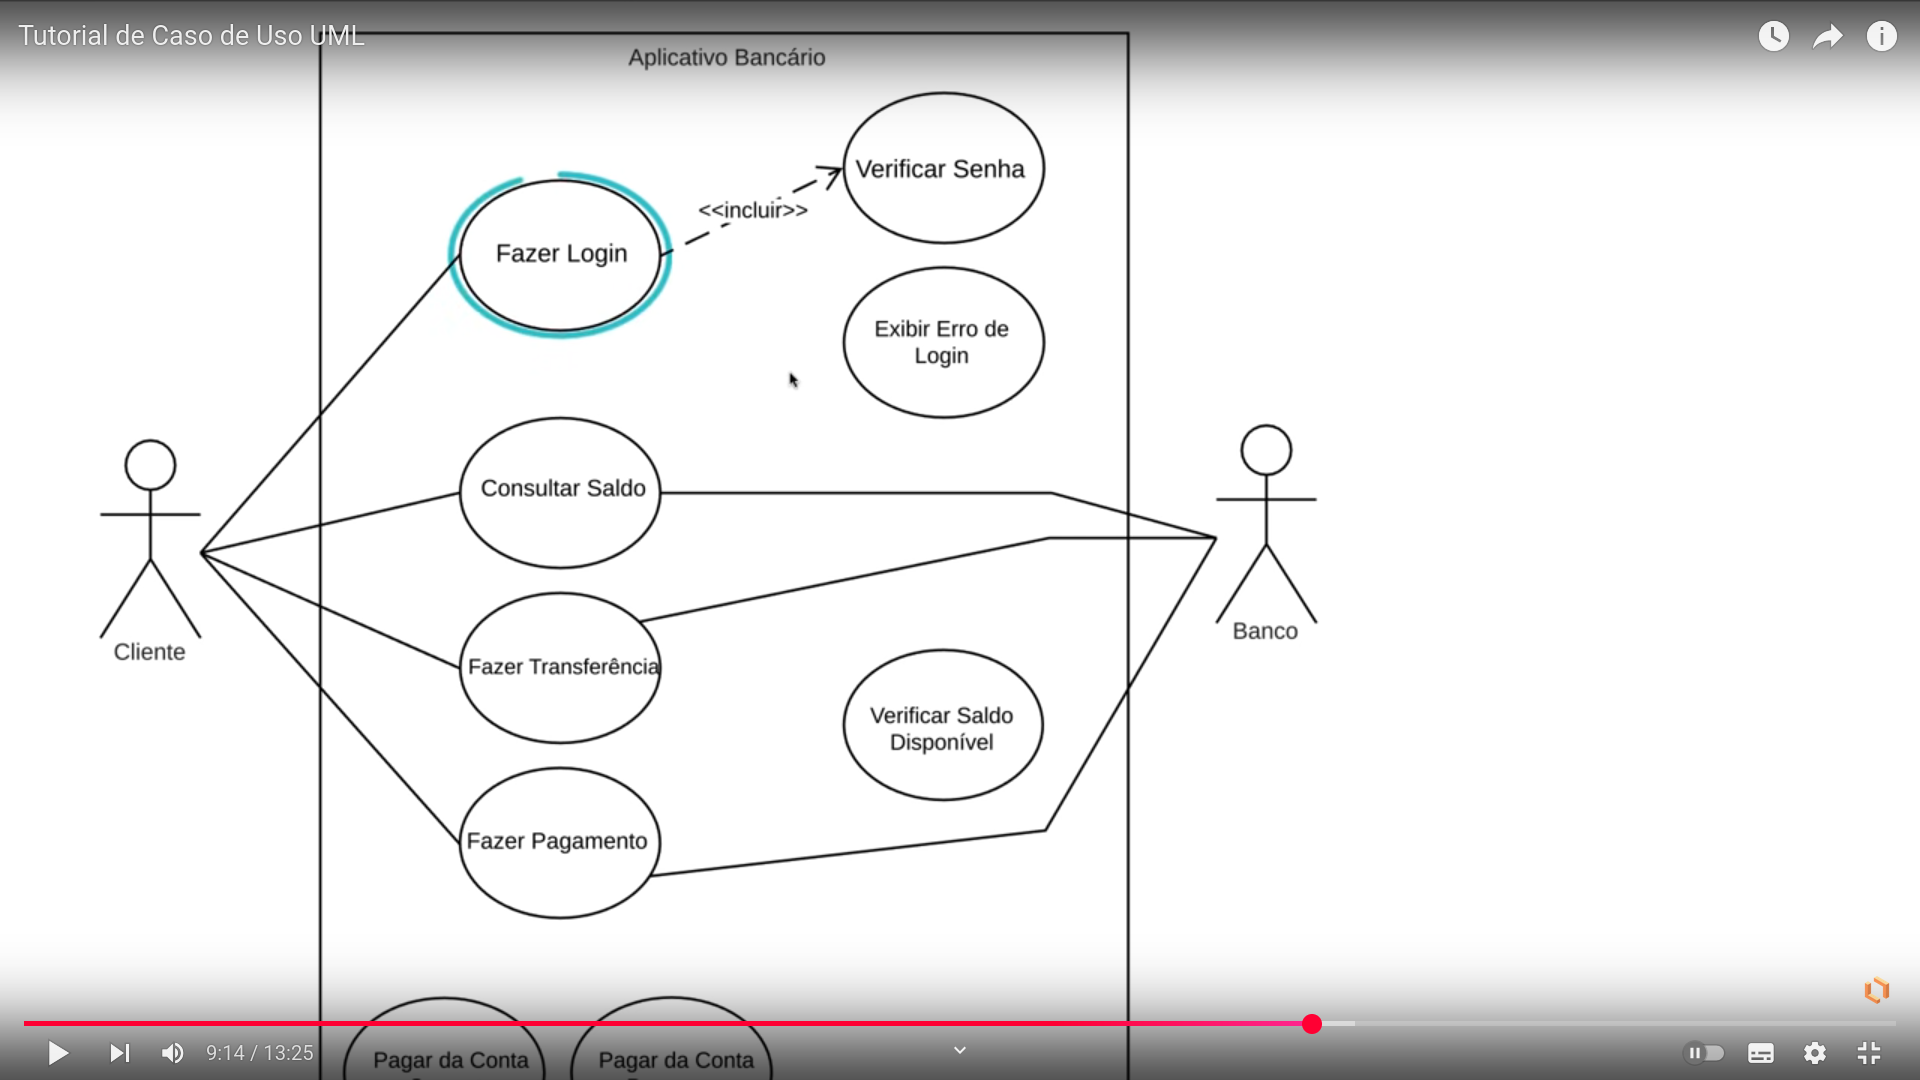 Tutorial de Caso de Uso UML
Aplicativo Bancário
Verificar Senha
<<incluir>>
Fazer Login
Exibir Erro de
Login
Consultar Saldo
Cliente
Banco
Fazer Transferência
Verificar Saldo
Disponível
Fazer Pagamento
Pagar da Conta
Pagar da Conta
9:14 / 13:25